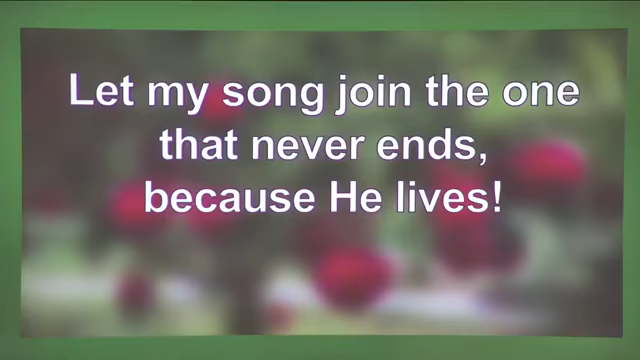 Let my song join the one
that never ends,
because He lives!